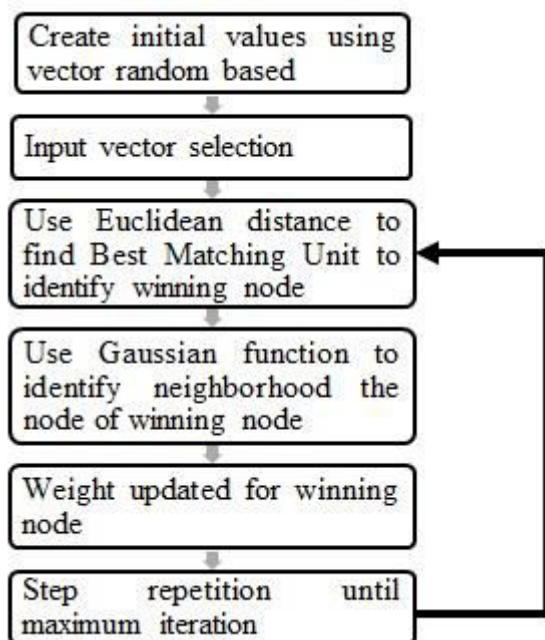 Create initial values using
vector random based
Input vector selection
Use Euclidean distance to
find Best Matching Unit to
identify winning node
Use Gaussian function to
identify neighborhood the
node of winning node
Weight updated for winning
node
Step repetition until
maximum iteration